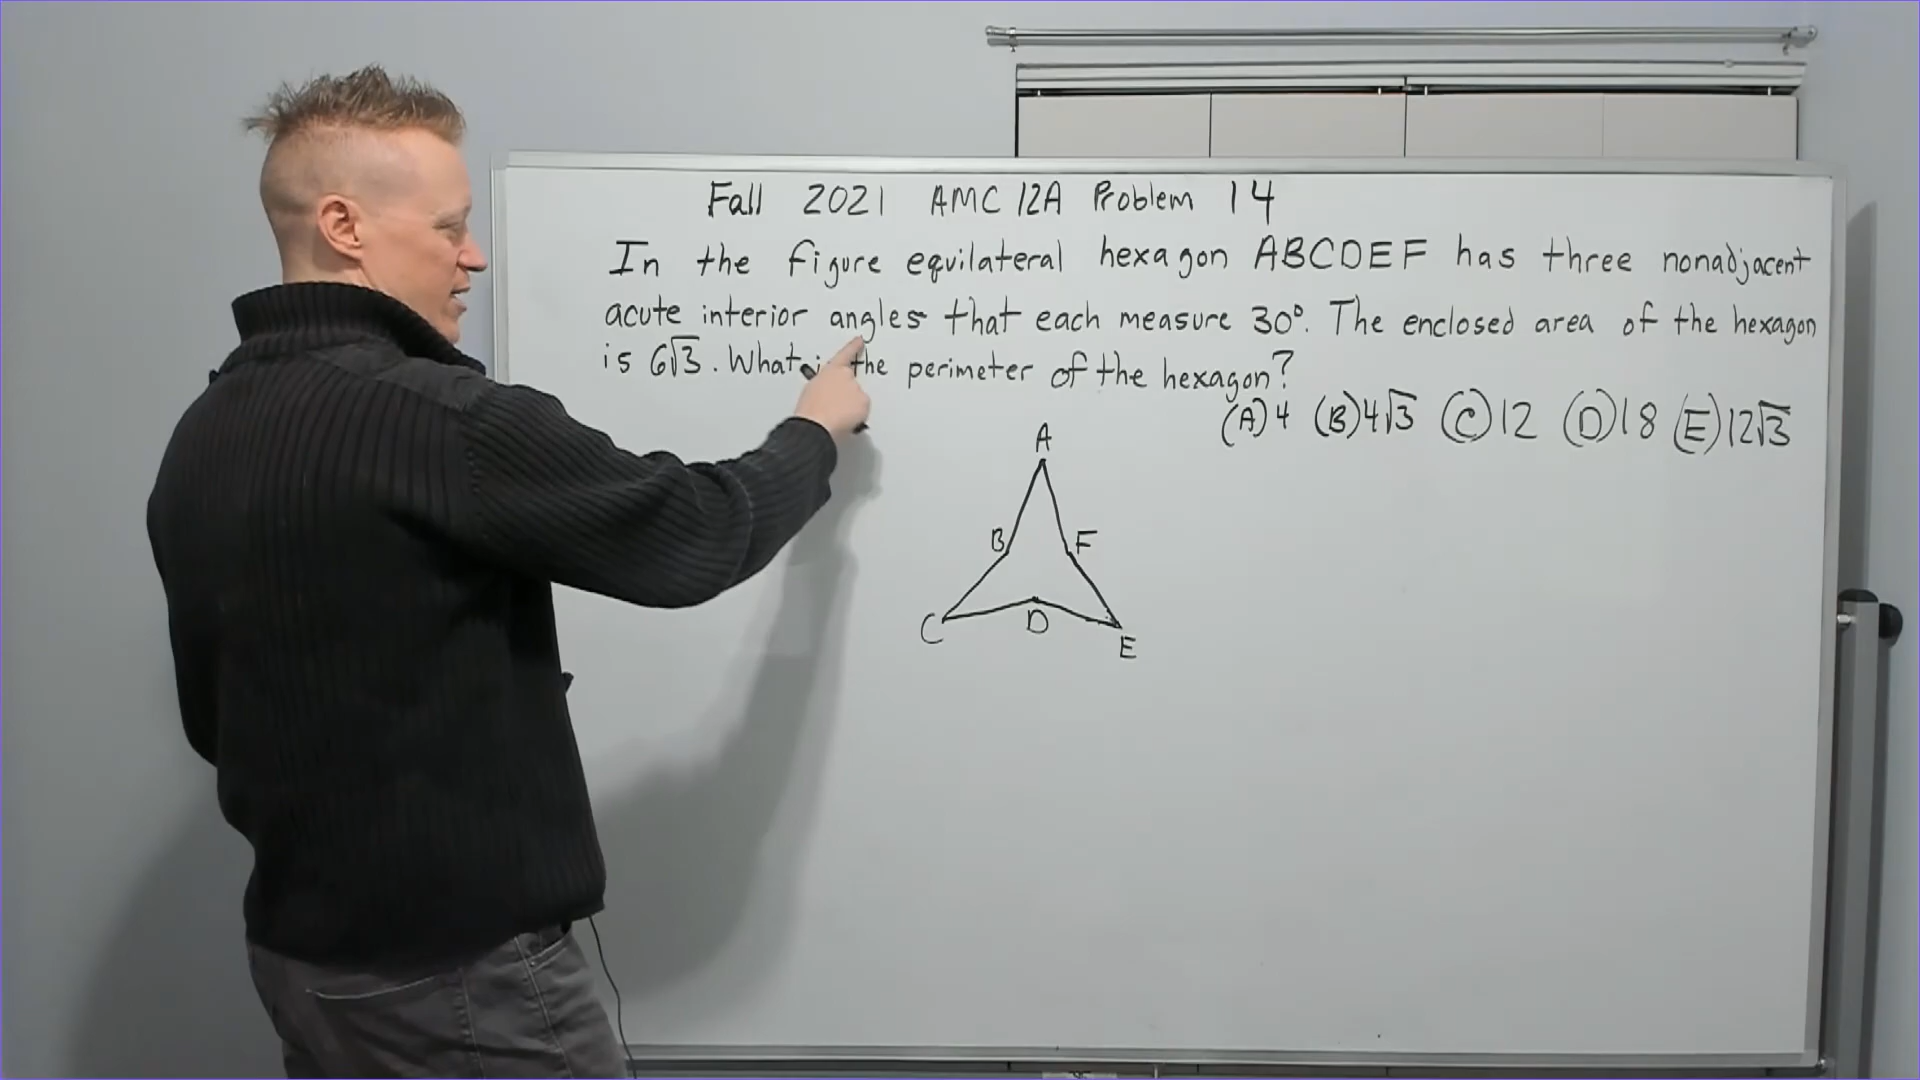 Fall 2021 AMC 12A Problem 14
In the figure equilateral hexagon ABCDEF has three nonadjacent
acute interior angles that each measure 30°. The enclosed area of the hexagon
is 6√3. What the perimeter of the hexagon?
(A) 4 (B) 4√3 (C) 12 (D) 18 (E) 12√3
A
B F
C D
E